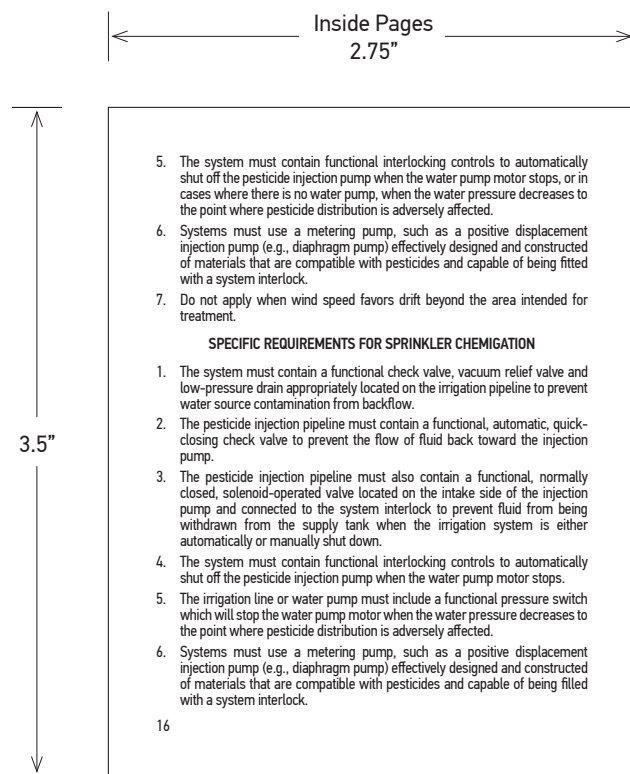 Inside Pages
2.75”
3.5”
5. The system must contain functional interlocking controls to automatically
shut off the pesticide injection pump when the water pump motor stops, or in
cases where there is no water pump, when the water pressure decreases to
the point where pesticide distribution is adversely affected.
6. Systems must use a metering pump, such as a positive displacement
injection pump (e.g., diaphragm pump) effectively designed and constructed
of materials that are compatible with pesticides and capable of being fitted
with a system interlock.
7. Do not apply when wind speed favors drift beyond the area intended for
treatment.
SPECIFIC REQUIREMENTS FOR SPRINKLER CHEMIGATION
1. The system must contain a functional check valve, vacuum relief valve and
low-pressure drain appropriately located on the irrigation pipeline to prevent
water source contamination from backflow.
2. The pesticide injection pipeline must contain a functional, automatic, quick-
closing check valve to prevent the flow of fluid back toward the injection
pump.
3. The pesticide injection pipeline must also contain a functional, normally
closed, solenoid-operated valve located on the intake side of the injection
pump and connected to the system interlock to prevent fluid from being
withdrawn from the supply tank when the irrigation system is either
automatically or manually shut down.
4. The system must contain functional interlocking controls to automatically
shut off the pesticide injection pump when the water pump motor stops.
5. The irrigation line or water pump must include a functional pressure switch
which will stop the water pump motor when the water pressure decreases to
the point where pesticide distribution is adversely affected.
6. Systems must use a metering pump, such as a positive displacement
injection pump (e.g., diaphragm pump) effectively designed and constructed
of materials that are compatible with pesticides and capable of being filled
with a system interlock.
16